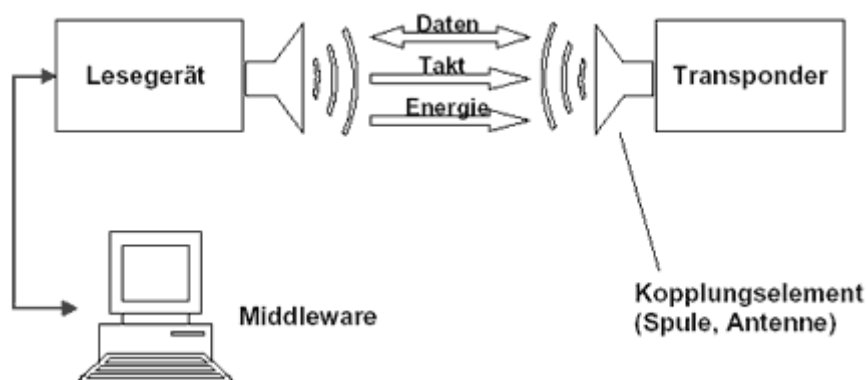 Daten
Lesegerät
Takt
Transponder
Energie
Middleware
Kopplungselement
(Spule, Antenne)